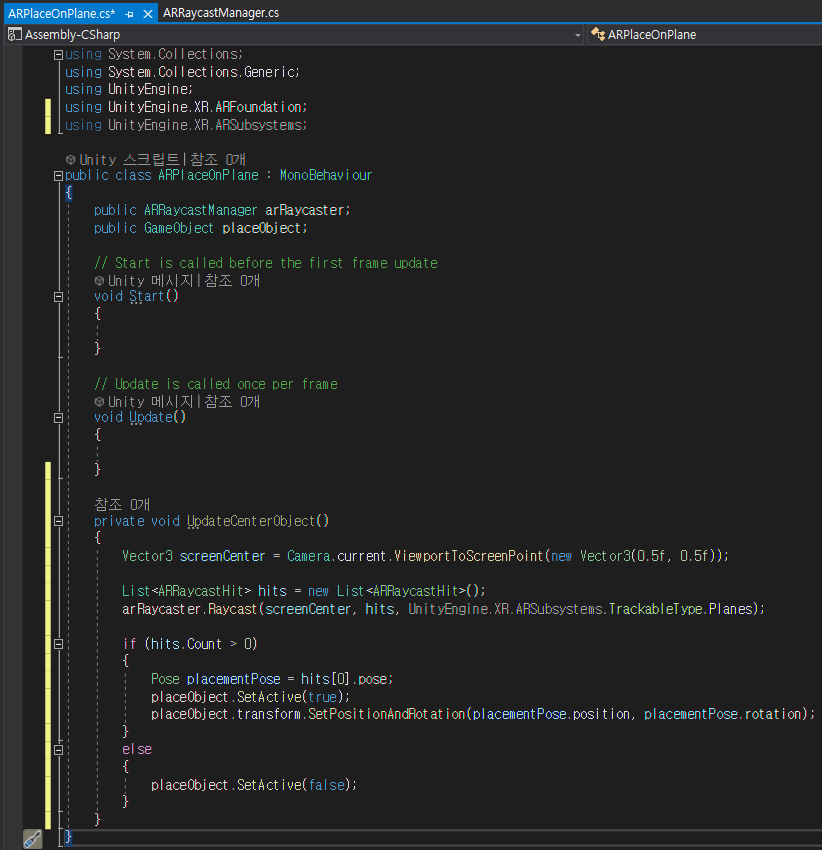 ARPlaceOnPlane.cs* ARRaycastManager.cs
Assembly-CSharp ARPlaceOnPlane
using System.Collections;
using System.Collections.Generic;
using UnityEngine;
using UnityEngine.XR.ARFoundation;
using UnityEngine.XR.ARSubsystems;
Unity 스크립트|참조 0개
public class ARPlaceOnPlane : MonoBehaviour
{
public ARRaycastManager arRaycaster;
public GameObject placeObject;
// Start is called before the first frame update
Unity 메시지|참조 0개
void Start()
{
}
// Update is called once per frame
Unity 메시지|참조 0개
void Update()
{
}
참조 0개
private void UpdateCenterObject()
{
Vector3 screenCenter = Camera.current.ViewportToScreenPoint(new Vector3(0.5f, 0.5f));
List<ARRaycastHit> hits = new List<ARRaycastHit>();
arRaycaster.Raycast(screenCenter, hits, UnityEngine.XR.ARSubsystems.TrackableType.Planes);
if (hits.Count > 0)
{
Pose placementPose = hits[0].pose;
placeObject.SetActive(true);
placeObject.transform.SetPositionAndRotation(placementPose.position, placementPose.rotation);
}
else
{
placeObject.SetActive(false);
}
}
}